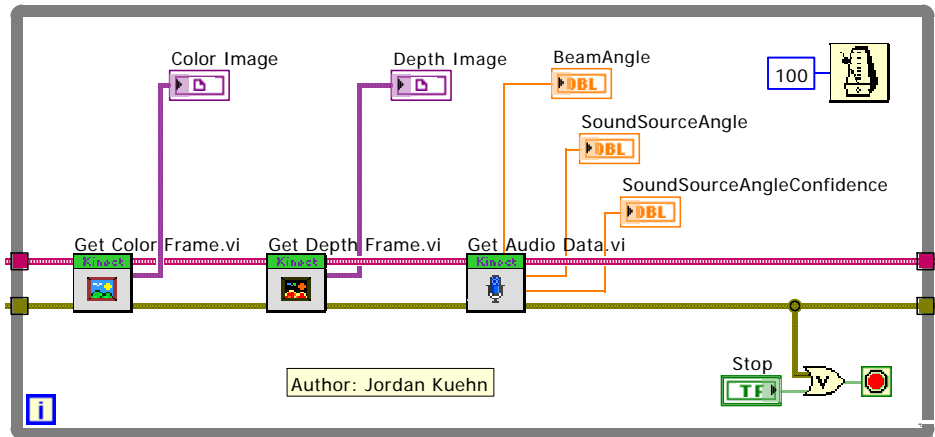 Color Image
Depth Image
BeamAngle
DBL
100
SoundSourceAngle
DBL
SoundSourceAngleConfidence
DBL
Get Color Frame.vi
Get Depth Frame.vi
Get Audio Data.vi
Kinect
Kinect
Kinect
Stop
TF
V
Author: Jordan Kuehn
i